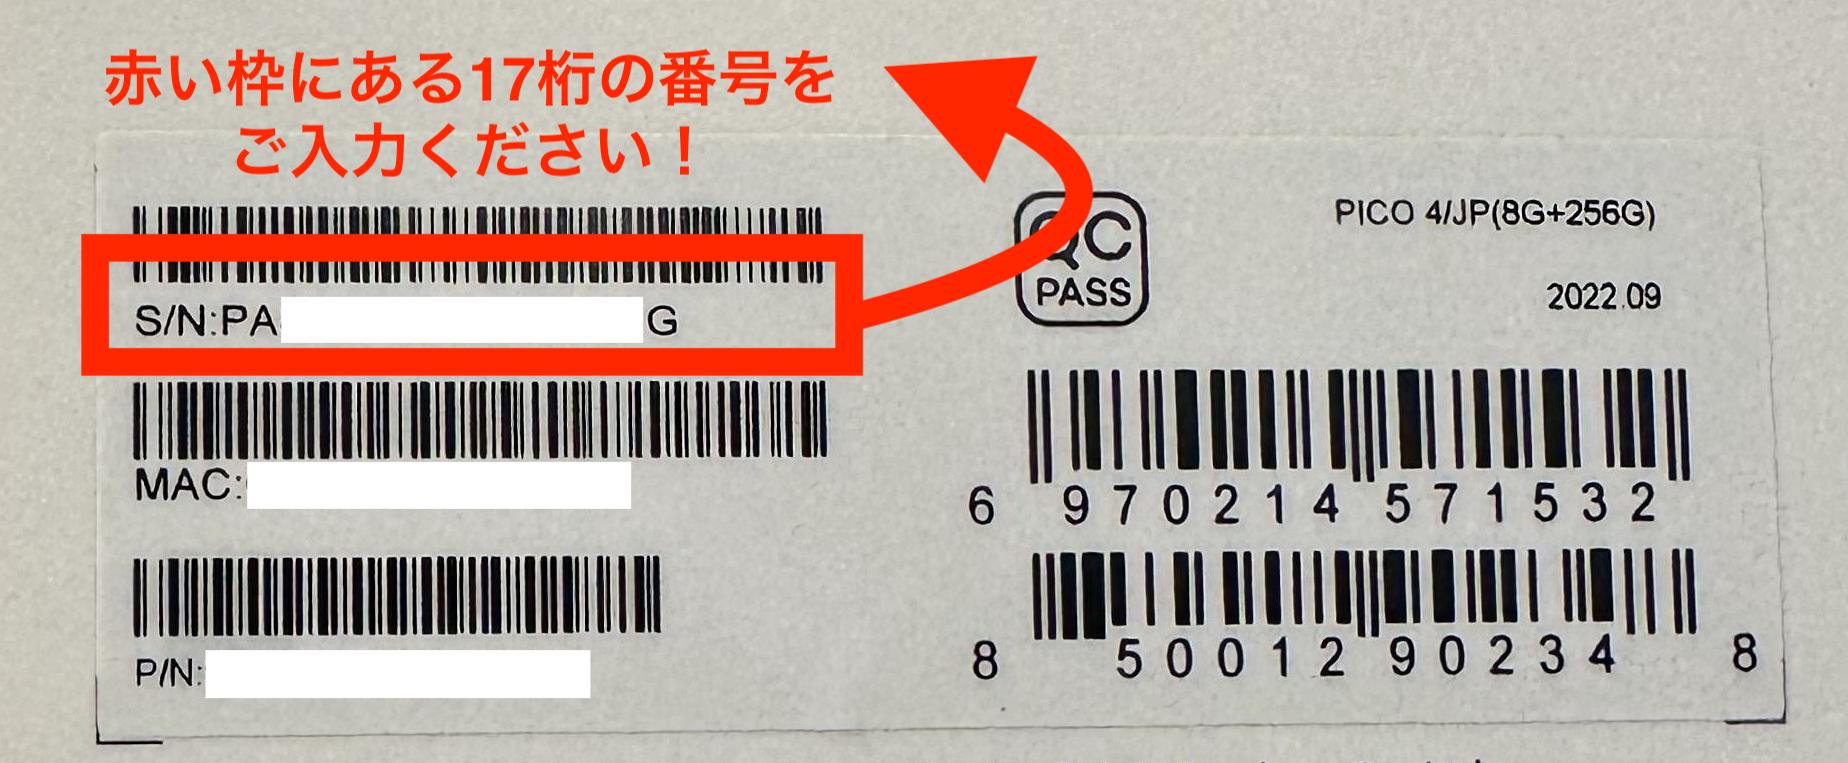 赤い枠にある17桁の番号を
ご入力ください！
S/N:PA G
MAC:
P/N:
QC
PASS
PICO 4/JP(8G+256G)
2022.09
6 970214 571532
8 50012 90234 8